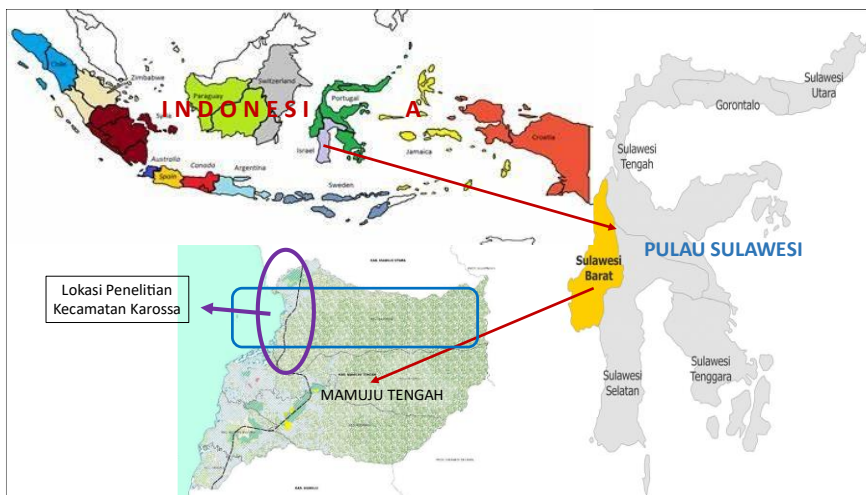 Chile
Zimbabwe
Paraguay
Switzerland
Portugal
I N D O N E S I A
Israel
Jamaica
Croatia
Australia
Canada
Argentina
Spain
Sweden
Sulawesi
Utara
Gorontalo
Sulawesi
Tengah
PULAU SULAWESI
Sulawesi
Barat
Sulawesi
Tenggara
Sulawesi
Selatan
Lokasi Penelitian
Kecamatan Karossa
MAMUJU TENGAH